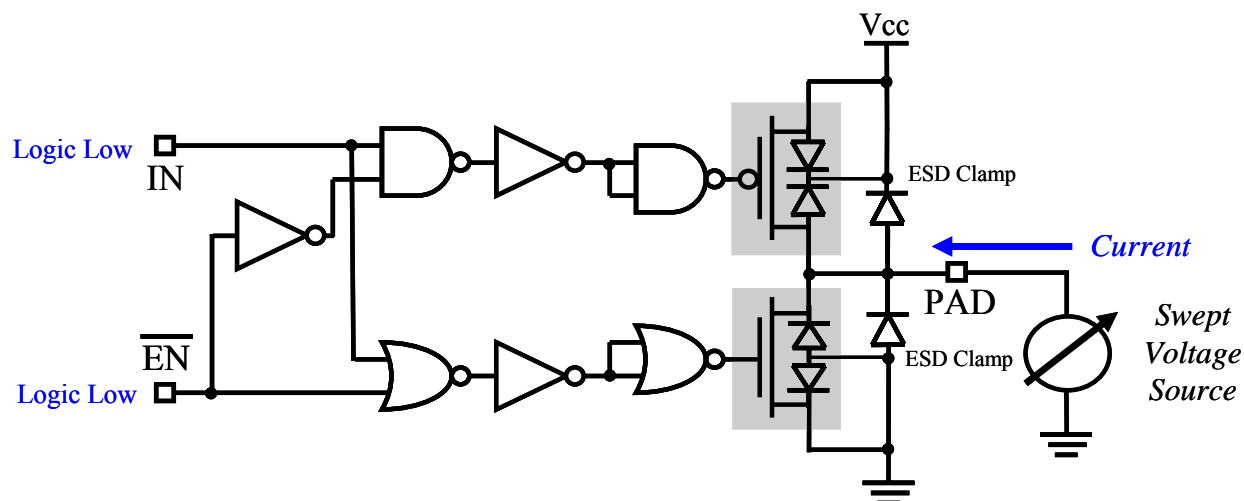 Vcc
Logic Low
IN
ESD Clamp
Current
EN
PAD
Swept
Voltage
Source
ESD Clamp
Logic Low